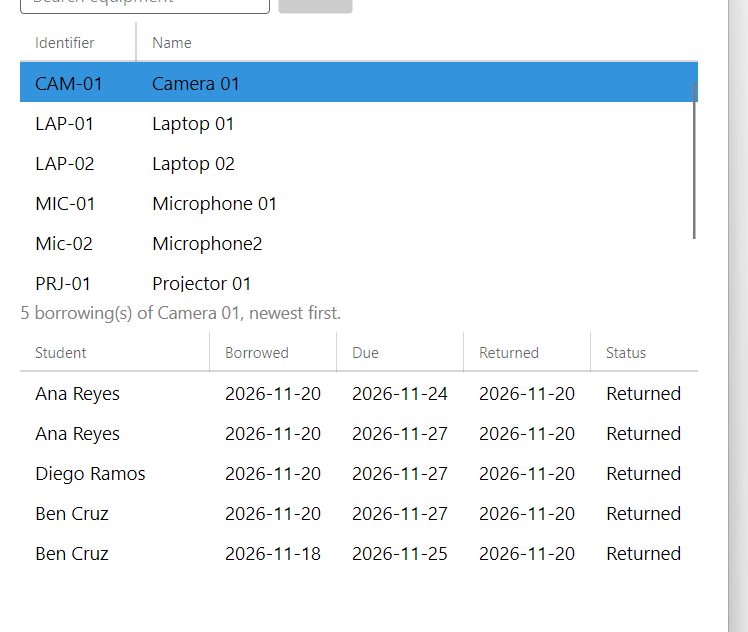 Search equipment
Identifier Name
CAM-01 Camera 01
LAP-01 Laptop 01
LAP-02 Laptop 02
MIC-01 Microphone 01
Mic-02 Microphone2
PRJ-01 Projector 01
5 borrowing(s) of Camera 01, newest first.
Student Borrowed Due Returned Status
Ana Reyes 2026-11-20 2026-11-24 2026-11-20 Returned
Ana Reyes 2026-11-20 2026-11-27 2026-11-20 Returned
Diego Ramos 2026-11-20 2026-11-27 2026-11-20 Returned
Ben Cruz 2026-11-20 2026-11-27 2026-11-20 Returned
Ben Cruz 2026-11-18 2026-11-25 2026-11-20 Returned